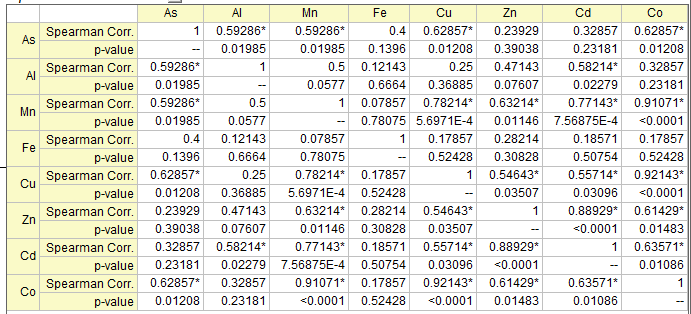 As Al Mn Fe Cu Zn Cd Co
As Spearman Corr. 1 0.59286* 0.59286* 0.4 0.62857* 0.23929 0.32857 0.62857*
p-value -- 0.01985 0.01985 0.1396 0.01208 0.39038 0.23181 0.01208
Al Spearman Corr. 0.59286* 1 0.5 0.12143 0.25 0.47143 0.58214* 0.32857
p-value 0.01985 -- 0.0577 0.6664 0.36885 0.07607 0.02279 0.23181
Mn Spearman Corr. 0.59286* 0.5 1 0.07857 0.78214* 0.63214* 0.77143* 0.91071*
p-value 0.01985 0.0577 -- 0.78075 5.6971E-4 0.01146 7.56875E-4 <0.0001
Fe Spearman Corr. 0.4 0.12143 0.07857 1 0.17857 0.28214 0.18571 0.17857
p-value 0.1396 0.6664 0.78075 -- 0.52428 0.30828 0.50754 0.52428
Cu Spearman Corr. 0.62857* 0.25 0.78214* 0.17857 1 0.54643* 0.55714* 0.92143*
p-value 0.01208 0.36885 5.6971E-4 0.52428 -- 0.03507 0.03096 <0.0001
Zn Spearman Corr. 0.23929 0.47143 0.63214* 0.28214 0.54643* 1 0.88929* 0.61429*
p-value 0.39038 0.07607 0.01146 0.30828 0.03507 -- <0.0001 0.01483
Cd Spearman Corr. 0.32857 0.58214* 0.77143* 0.18571 0.55714* 0.88929* 1 0.63571*
p-value 0.23181 0.02279 7.56875E-4 0.50754 0.03096 <0.0001 -- 0.01086
Co Spearman Corr. 0.62857* 0.32857 0.91071* 0.17857 0.92143* 0.61429* 0.63571* 1
p-value 0.01208 0.23181 <0.0001 0.52428 <0.0001 0.01483 0.01086 --